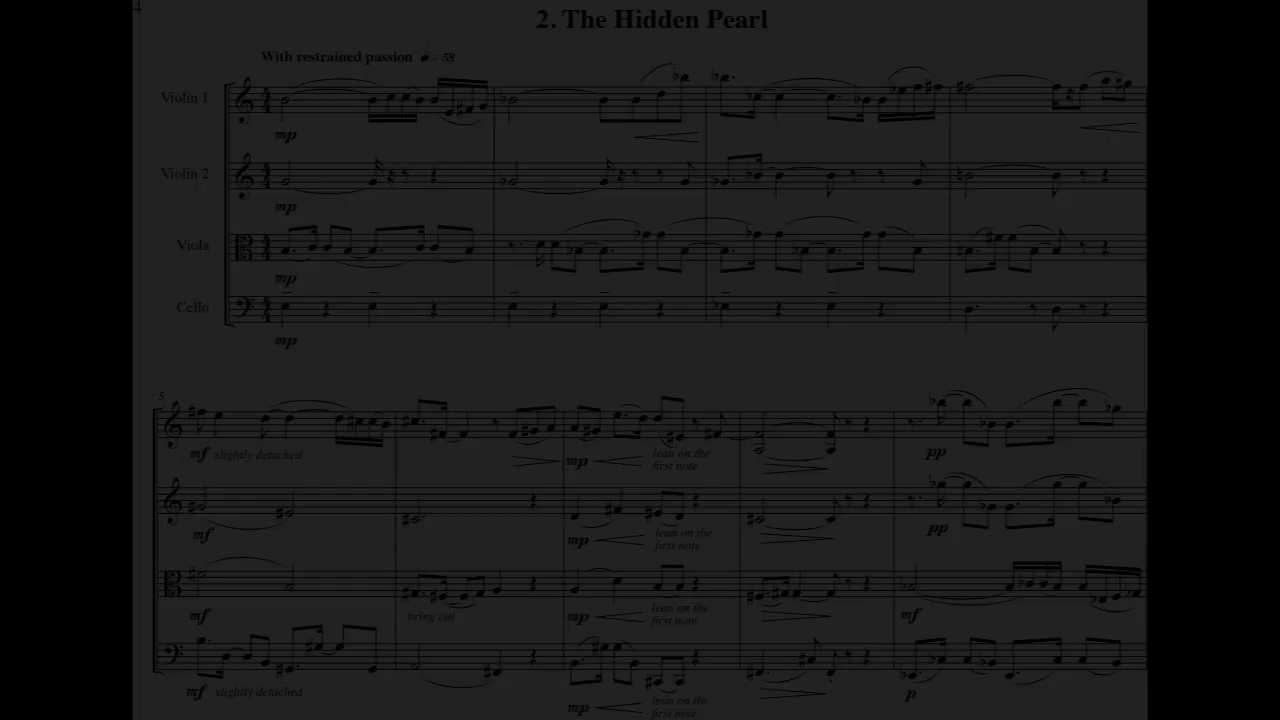 2. The Hidden Pearl
With restrained passion ♩= 58
Violin 1
mp
Violin 2
mp
Viola
mp
Cello
mp
5
mf slightly detached
mp
lean on the
first note
pp
mf
mp
lean on the
first note
pp
mf
bring out
mp
lean on the
first note
mf
mf slightly detached
mp
lean on the
first note
p